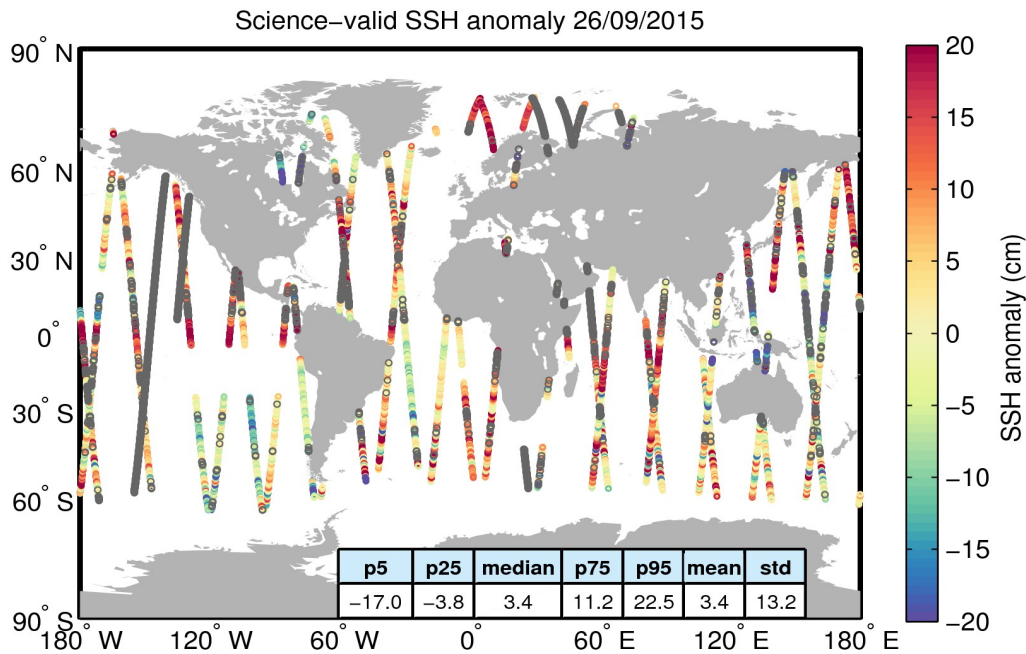 Science−valid SSH anomaly 26/09/2015
90° N
60° N
30° N
0°
30° S
60° S
90° S
180° W 120° W 60° W 0° 60° E 120° E 180° E
p5 p25 median p75 p95 mean std
−17.0 −3.8 3.4 11.2 22.5 3.4 13.2
20
15
10
5
0
−5
−10
−15
−20
SSH anomaly (cm)